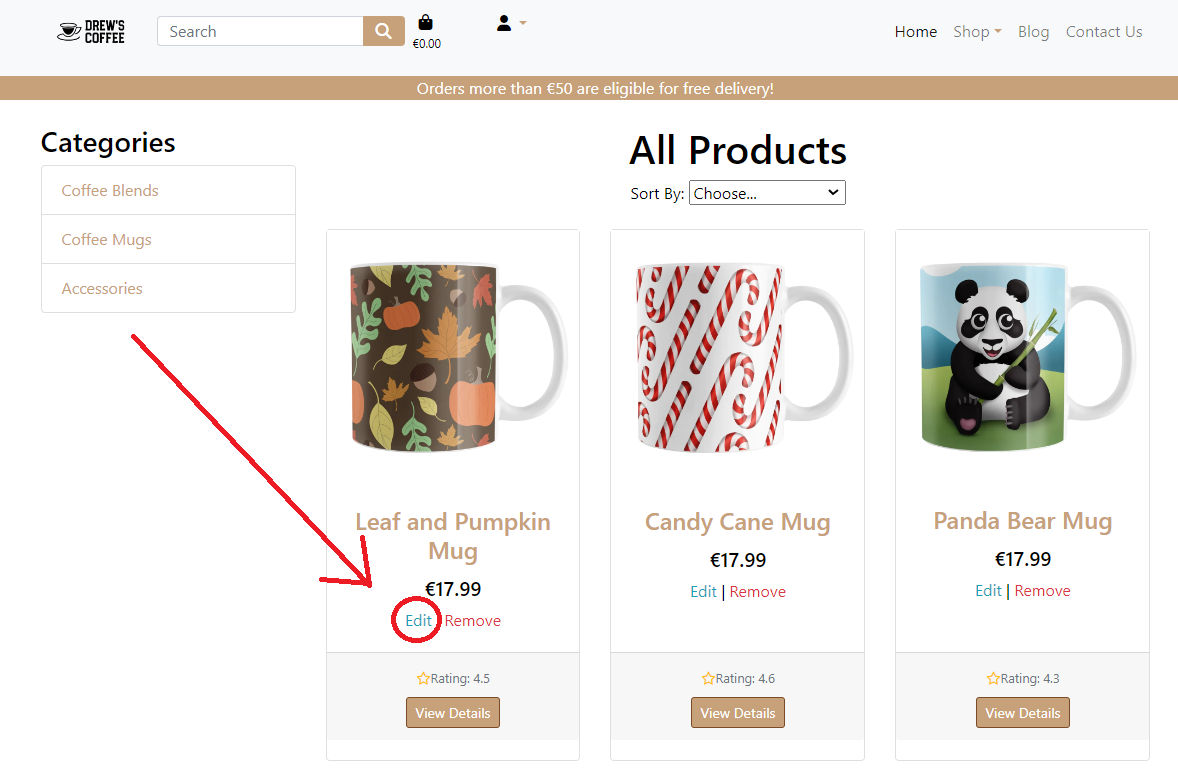 DREW'S
COFFEE
Search
€0.00
Home Shop Blog Contact Us
Orders more than €50 are eligible for free delivery!
Categories
Coffee Blends
Coffee Mugs
Accessories
All Products
Sort By: Choose...
Leaf and Pumpkin
Mug
€17.99
Edit Remove
Rating: 4.5
View Details
Candy Cane Mug
€17.99
Edit | Remove
Rating: 4.6
View Details
Panda Bear Mug
€17.99
Edit | Remove
Rating: 4.3
View Details